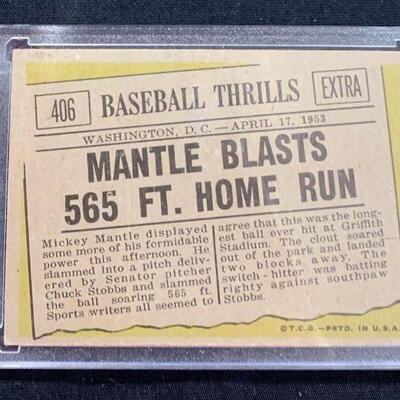 406
BASEBALL THRILLS
EXTRA
WASHINGTON, D.C.—APRIL 17, 1953
MANTLE BLASTS
565 FT. HOME RUN
Mickey Mantle displayed
some more of his formidable
power this afternoon. He
slammed into a pitch deliv-
ered by Senator pitcher
Chuck Stobbs and slammed
the ball soaring 565 ft.
Sports writers all seemed to
agree that this was the long-
est ball ever hit at Griffith
Stadium. The clout soared
out of the park and landed
two blocks away. The
switch-hitter was batting
righty against southpaw
Stobbs.
©T.C.G.—PRTD. IN U.S.A.